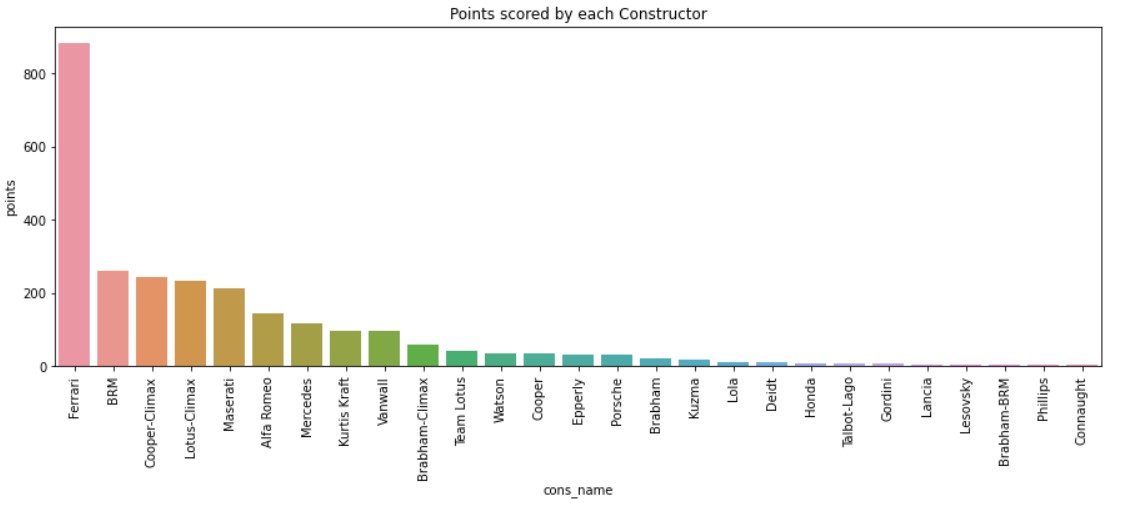 Points scored by each Constructor
points
800
600
400
200
0
Ferrari
BRM
Cooper-Climax
Lotus-Climax
Maserati
Alfa Romeo
Mercedes
Kurtis Kraft
Vanwall
Brabham-Climax
Team Lotus
Watson
Cooper
Epperly
Porsche
Brabham
Kuzma
Lola
Deidt
Honda
Talbot-Lago
Gordini
Lancia
Lesovsky
Brabham-BRM
Phillips
Connaught
cons_name